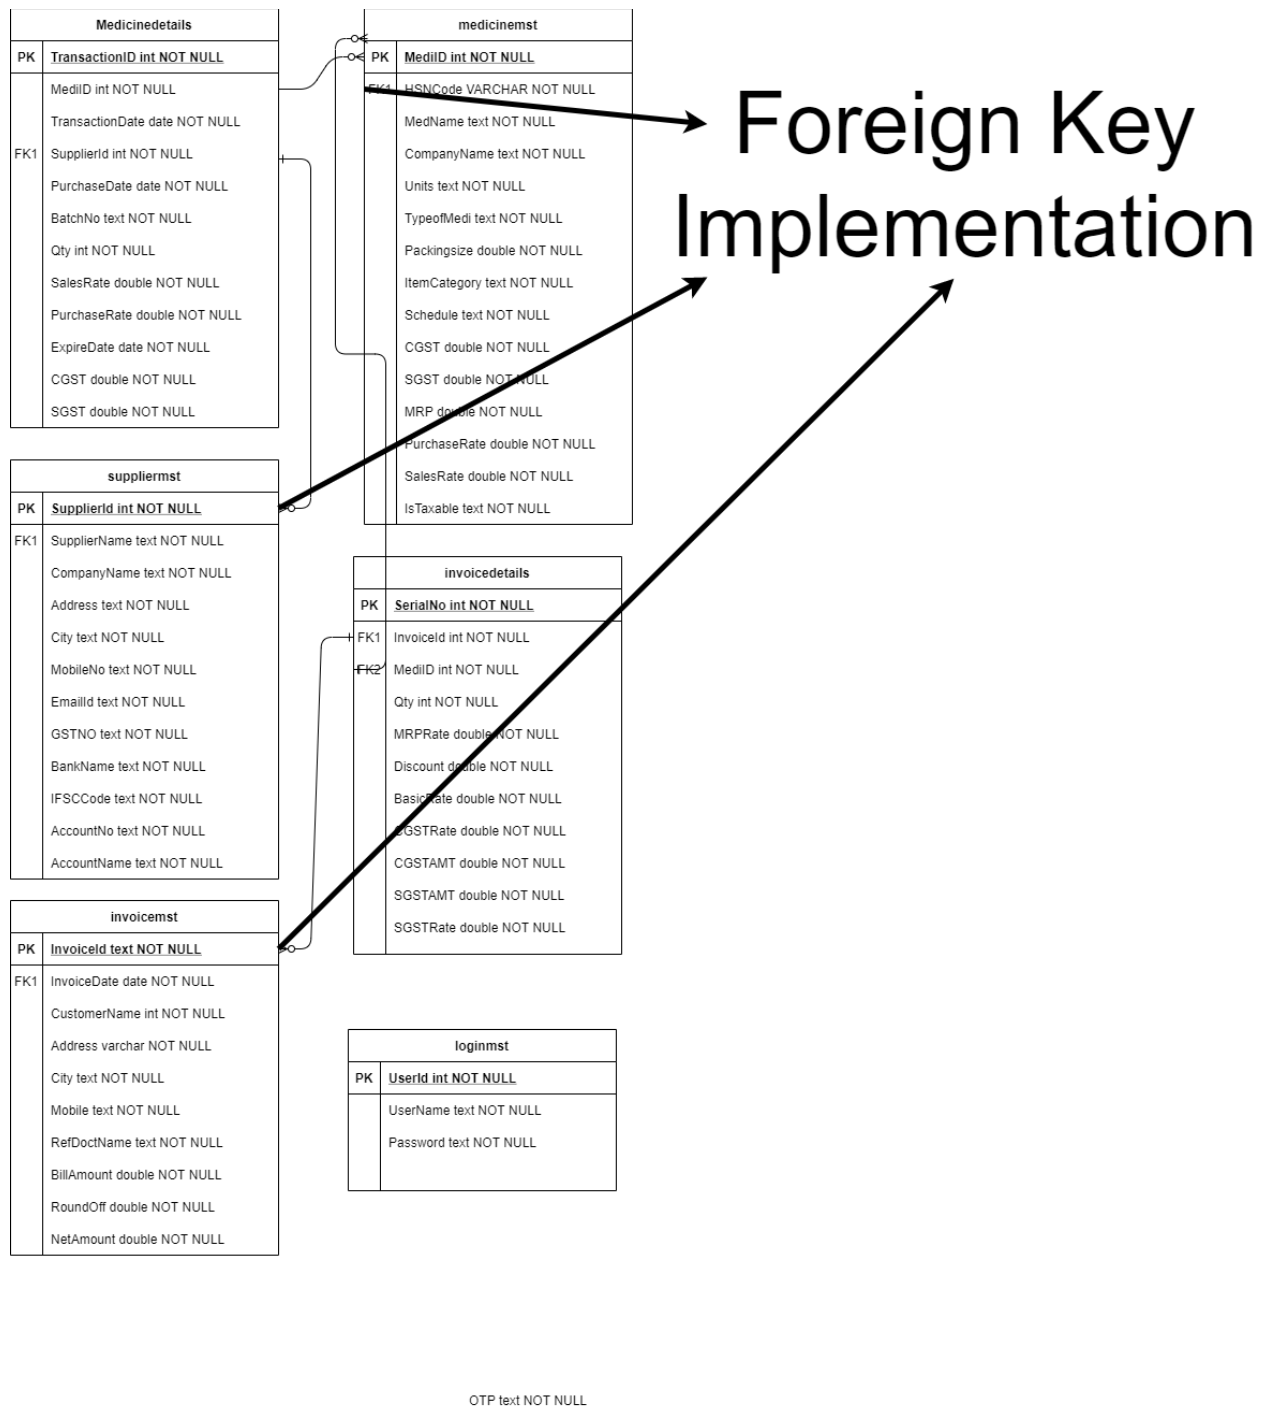 Medicinedetails
PK TransactionID int NOT NULL
MediID int NOT NULL
TransactionDate date NOT NULL
FK1 SupplierId int NOT NULL
PurchaseDate date NOT NULL
BatchNo text NOT NULL
Qty int NOT NULL
SalesRate double NOT NULL
PurchaseRate double NOT NULL
ExpireDate date NOT NULL
CGST double NOT NULL
SGST double NOT NULL
medicinemst
PK MediID int NOT NULL
FK1 HSNCode VARCHAR NOT NULL
MedName text NOT NULL
CompanyName text NOT NULL
Units text NOT NULL
TypeofMedi text NOT NULL
Packingsize double NOT NULL
ItemCategory text NOT NULL
Schedule text NOT NULL
CGST double NOT NULL
SGST double NOT NULL
MRP double NOT NULL
PurchaseRate double NOT NULL
SalesRate double NOT NULL
IsTaxable text NOT NULL
Foreign Key
Implementation
suppliermst
PK SupplierId int NOT NULL
FK1 SupplierName text NOT NULL
CompanyName text NOT NULL
Address text NOT NULL
City text NOT NULL
MobileNo text NOT NULL
EmailId text NOT NULL
GSTNO text NOT NULL
BankName text NOT NULL
IFSCCode text NOT NULL
AccountNo text NOT NULL
AccountName text NOT NULL
invoicedetails
PK SerialNo int NOT NULL
FK1 InvoiceId int NOT NULL
FK2 MediID int NOT NULL
Qty int NOT NULL
MRPRate double NOT NULL
Discount double NOT NULL
BasicRate double NOT NULL
CGSTRate double NOT NULL
CGSTAMT double NOT NULL
SGSTAMT double NOT NULL
SGSTRate double NOT NULL
invoicemst
PK InvoiceId text NOT NULL
FK1 InvoiceDate date NOT NULL
CustomerName int NOT NULL
Address varchar NOT NULL
City text NOT NULL
Mobile text NOT NULL
RefDoctName text NOT NULL
BillAmount double NOT NULL
RoundOff double NOT NULL
NetAmount double NOT NULL
loginmst
PK UserId int NOT NULL
UserName text NOT NULL
Password text NOT NULL
OTP text NOT NULL